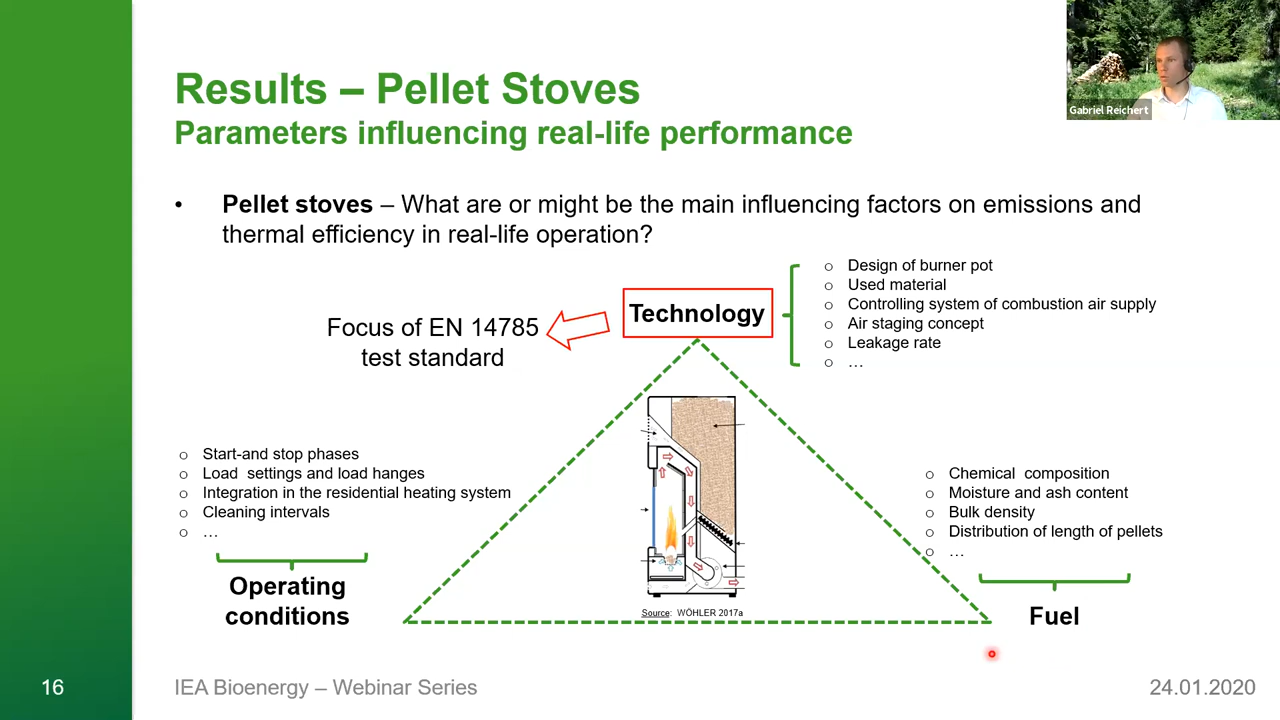 Results – Pellet Stoves
Parameters influencing real-life performance
Gabriel Reichert
• Pellet stoves – What are or might be the main influencing factors on emissions and
thermal efficiency in real-life operation?
o Design of burner pot
o Used material
o Controlling system of combustion air supply
o Air staging concept
o Leakage rate
o …
Technology
Focus of EN 14785
test standard
o Start-and stop phases
o Load settings and load hanges
o Integration in the residential heating system
o Cleaning intervals
o …
Operating
conditions
o Chemical composition
o Moisture and ash content
o Bulk density
o Distribution of length of pellets
o …
Fuel
Source: WÖHLER 2017a
16
IEA Bioenergy – Webinar Series
24.01.2020